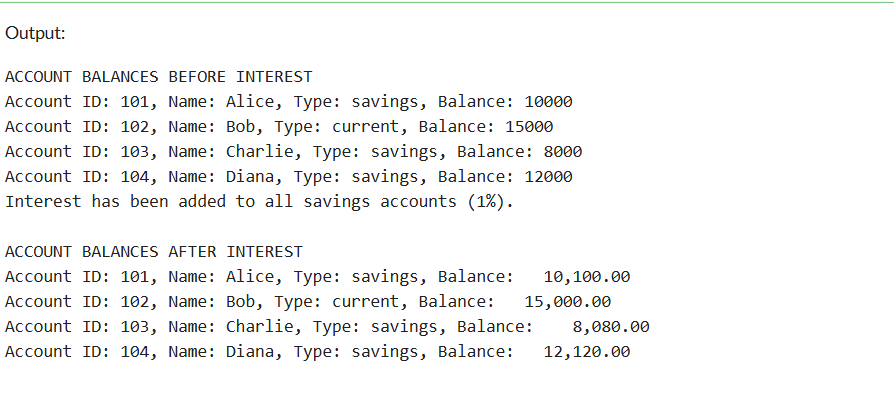 Output:
ACCOUNT BALANCES BEFORE INTEREST
Account ID: 101, Name: Alice, Type: savings, Balance: 10000
Account ID: 102, Name: Bob, Type: current, Balance: 15000
Account ID: 103, Name: Charlie, Type: savings, Balance: 8000
Account ID: 104, Name: Diana, Type: savings, Balance: 12000
Interest has been added to all savings accounts (1%).
ACCOUNT BALANCES AFTER INTEREST
Account ID: 101, Name: Alice, Type: savings, Balance:   10,100.00
Account ID: 102, Name: Bob, Type: current, Balance:   15,000.00
Account ID: 103, Name: Charlie, Type: savings, Balance:    8,080.00
Account ID: 104, Name: Diana, Type: savings, Balance:   12,120.00